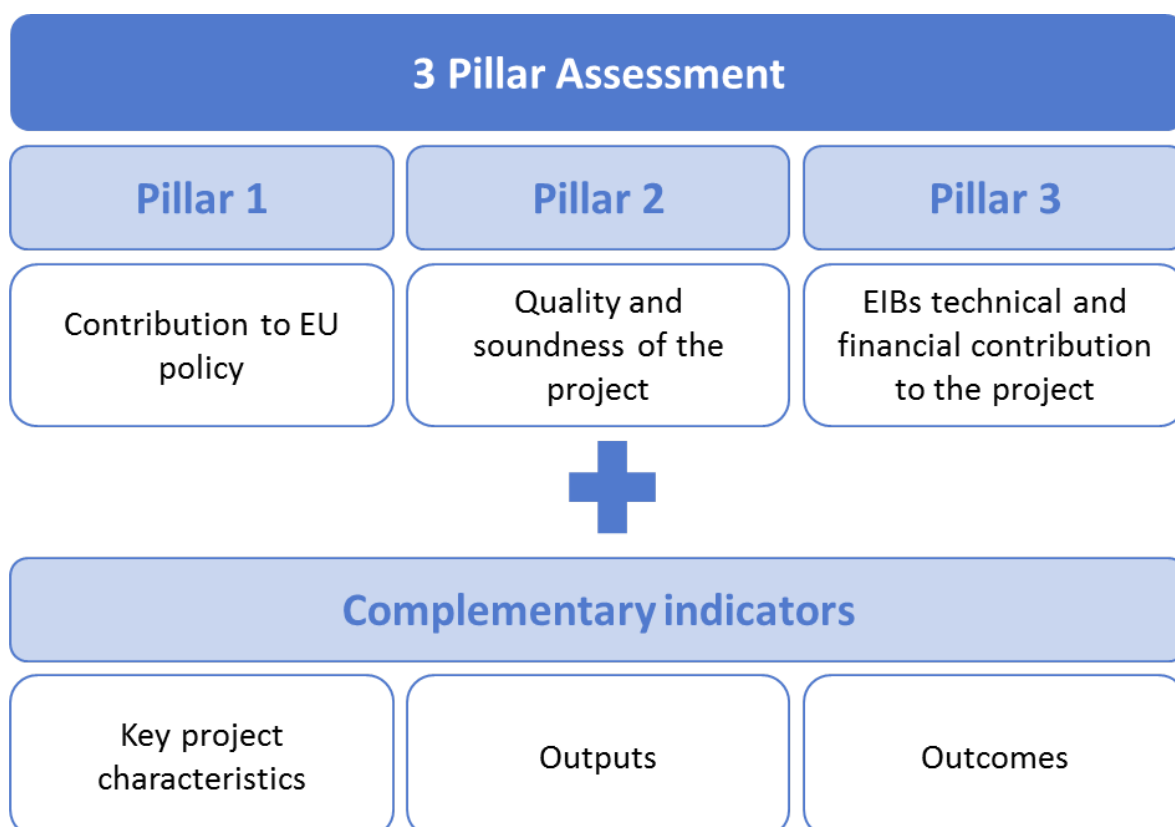 3 Pillar Assessment
Pillar 1
Pillar 2
Pillar 3
Contribution to EU
policy
Quality and
soundness of the
project
EIBs technical and
financial contribution
to the project
Complementary indicators
Key project
characteristics
Outputs
Outcomes